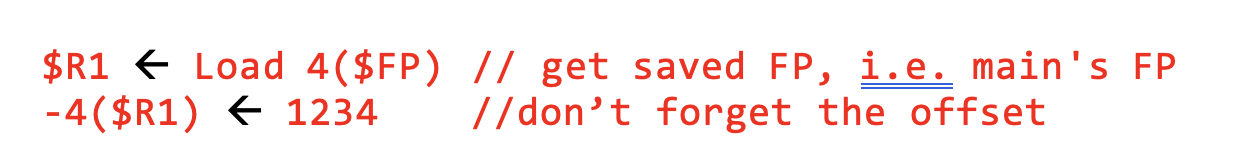 $R1 ← Load 4($FP) // get saved FP, i.e. main's FP
-4($R1) ← 1234 //don’t forget the offset